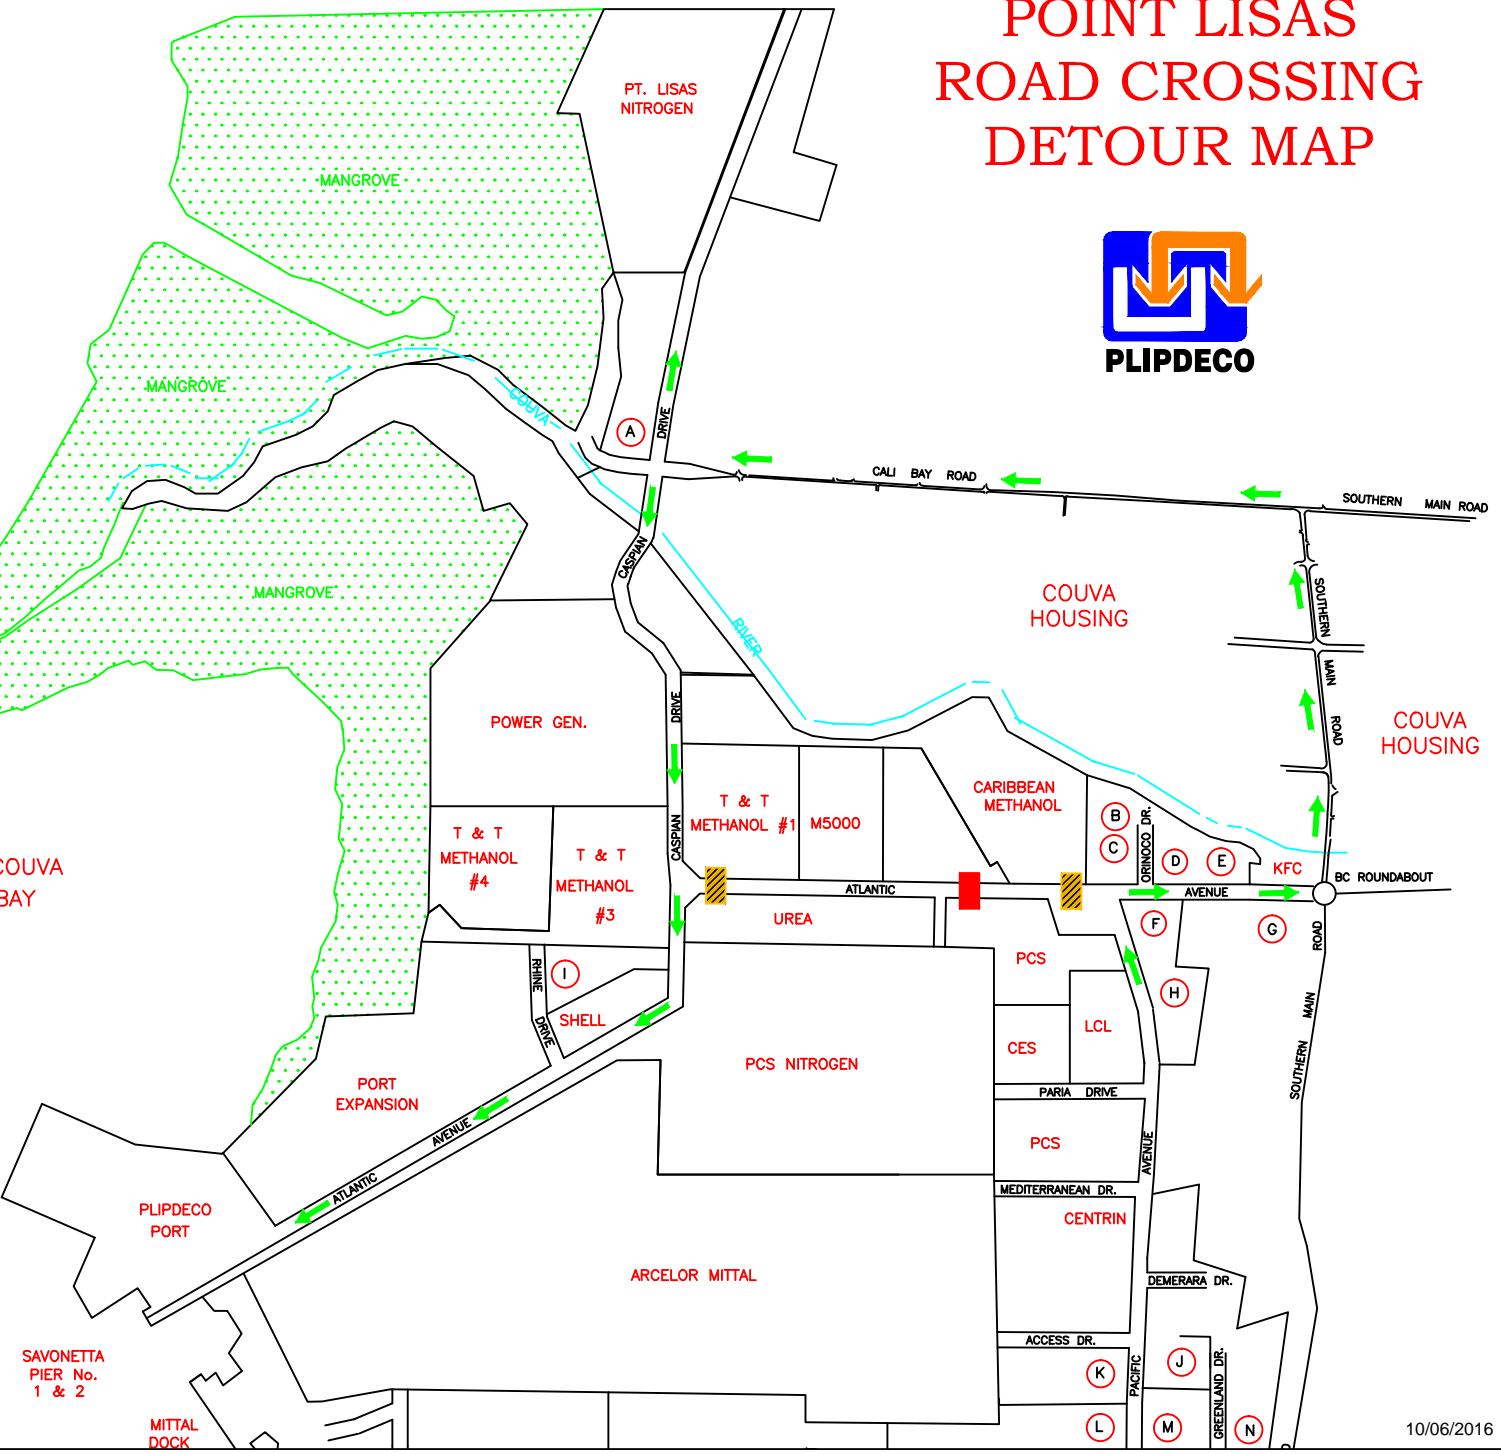 POINT LISAS
ROAD CROSSING
DETOUR MAP
PLIPDECO
PT. LISAS
NITROGEN
MANGROVE
MANGROVE
MANGROVE
COUVA
RIVER
A
DRIVE
CASPIAN
DRIVE
CASPIAN
CALI BAY ROAD
SOUTHERN MAIN ROAD
SOUTHERN
MAIN
ROAD
COUVA
HOUSING
COUVA
HOUSING
POWER GEN.
T & T
METHANOL #1
M5000
CARIBBEAN
METHANOL
B
C
ORINOCO DR.
D
E
KFC
BC ROUNDABOUT
T & T
METHANOL
#4
T & T
METHANOL
#3
COUVA
BAY
ATLANTIC
AVENUE
UREA
F
G
H
ROAD
MAIN
SOUTHERN
PCS
I
RHINE
DRIVE
SHELL
CES
LCL
PCS NITROGEN
PARIA DRIVE
PORT
EXPANSION
PCS
AVENUE
AVENUE
ATLANTIC
MEDITERRANEAN DR.
CENTRIN
PLIPDECO
PORT
ARCELOR MITTAL
DEMERARA DR.
ACCESS DR.
SAVONETTA
PIER No.
1 & 2
K
J
PACIFIC
GREENLAND DR.
L
M
N
MITTAL
DOCK
10/06/2016